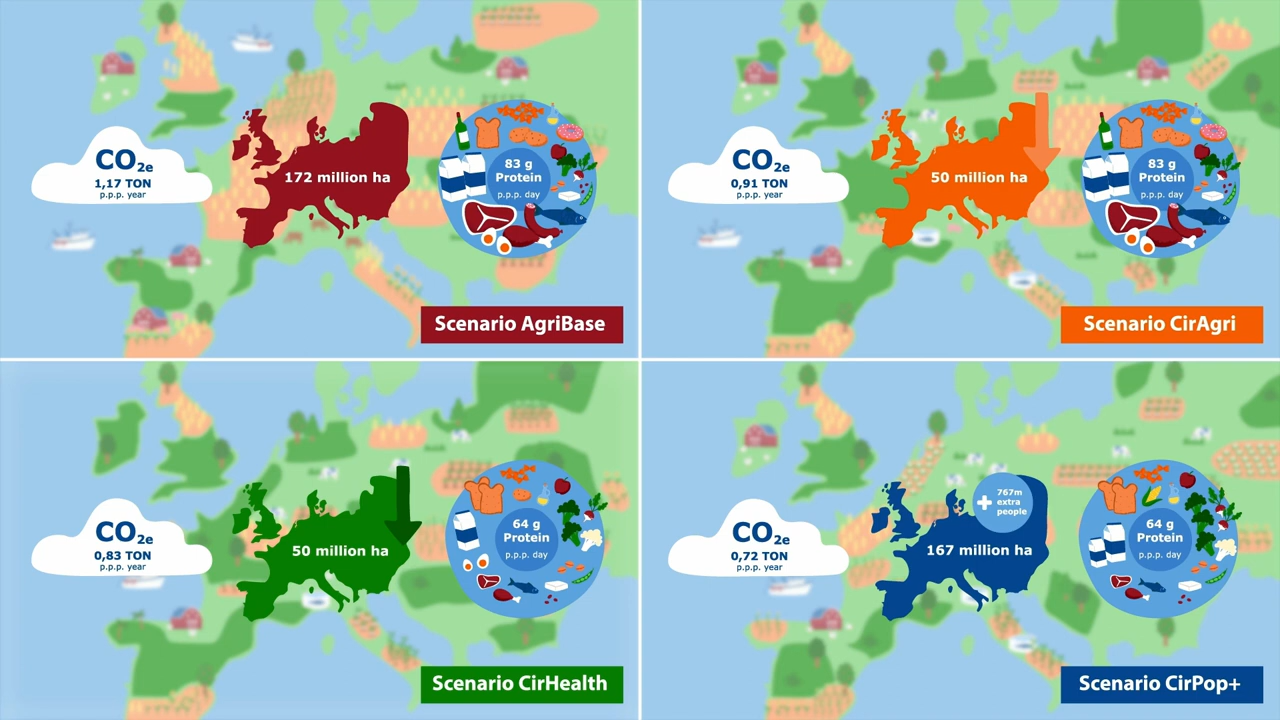 CO2e
1,17 TON
p.p.p. year
172 million ha
83 g
Protein
p.p.p. day
Scenario AgriBase
CO2e
0,91 TON
p.p.p. year
50 million ha
83 g
Protein
p.p.p. day
Scenario CirAgri
CO2e
0,83 TON
p.p.p. year
50 million ha
64 g
Protein
p.p.p. day
Scenario CirHealth
CO2e
0,72 TON
p.p.p. year
+ 767m
extra
people
167 million ha
64 g
Protein
p.p.p. day
Scenario CirPop+